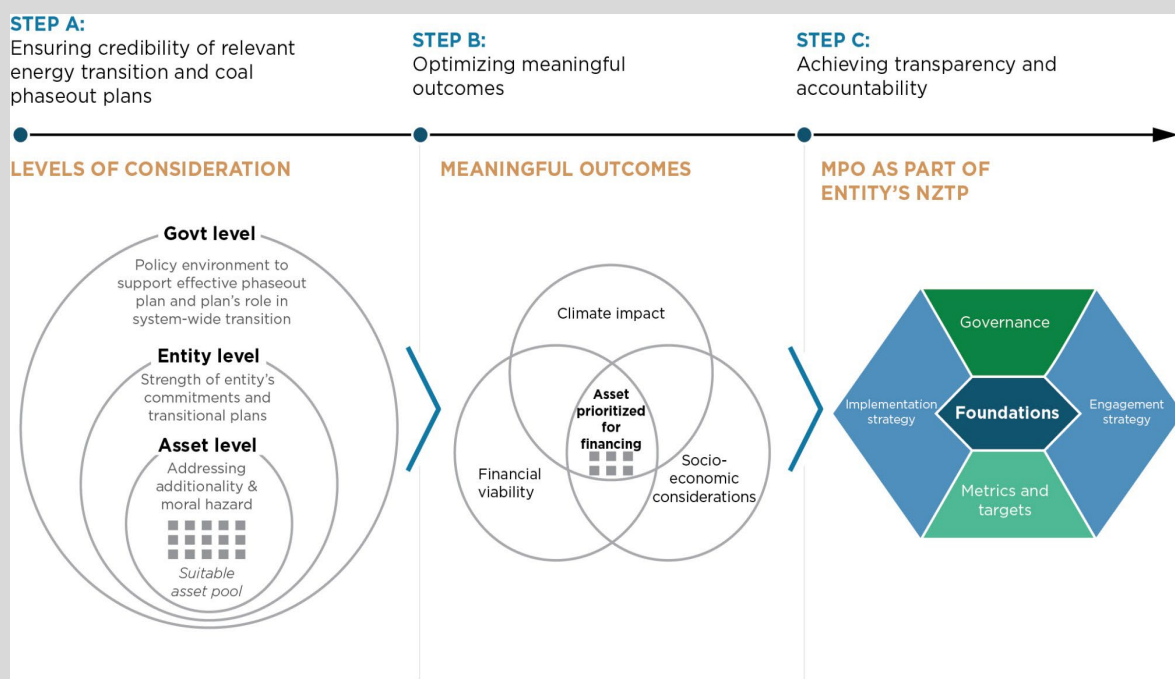 STEP A:
Ensuring credibility of relevant
energy transition and coal
phaseout plans
STEP B:
Optimizing meaningful
outcomes
STEP C:
Achieving transparency and
accountability
LEVELS OF CONSIDERATION
Govt level
Policy environment to
support effective phaseout
plan and plan's role in
system-wide transition
Entity level
Strength of entity's
commitments and
transitional plans
Asset level
Addressing
additionality &
moral hazard
Suitable
asset pool
MEANINGFUL OUTCOMES
Climate impact
Asset
prioritized
for
financing
Financial
viability
Socio-
economic
considerations
MPO AS PART OF
ENTITY'S NZTP
Governance
Implementation
strategy
Foundations
Engagement
strategy
Metrics and
targets